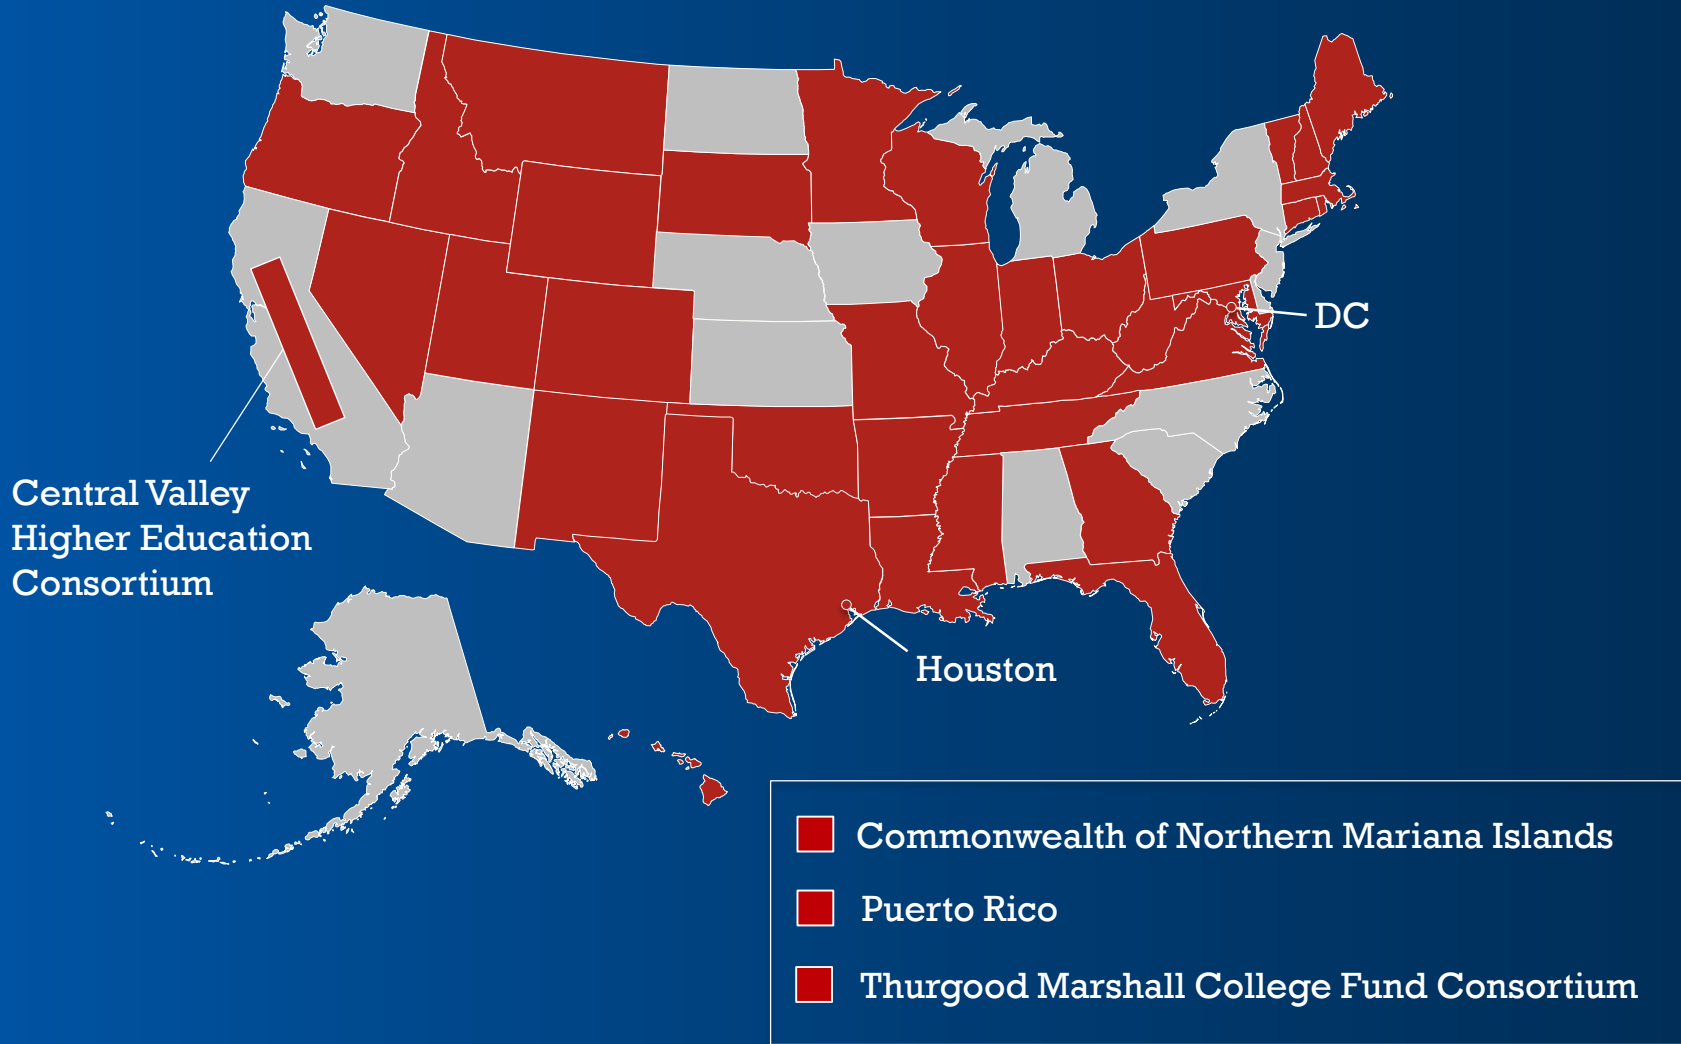 DC
Central Valley
Higher Education
Consortium
Houston
Commonwealth of Northern Mariana Islands
Puerto Rico
Thurgood Marshall College Fund Consortium